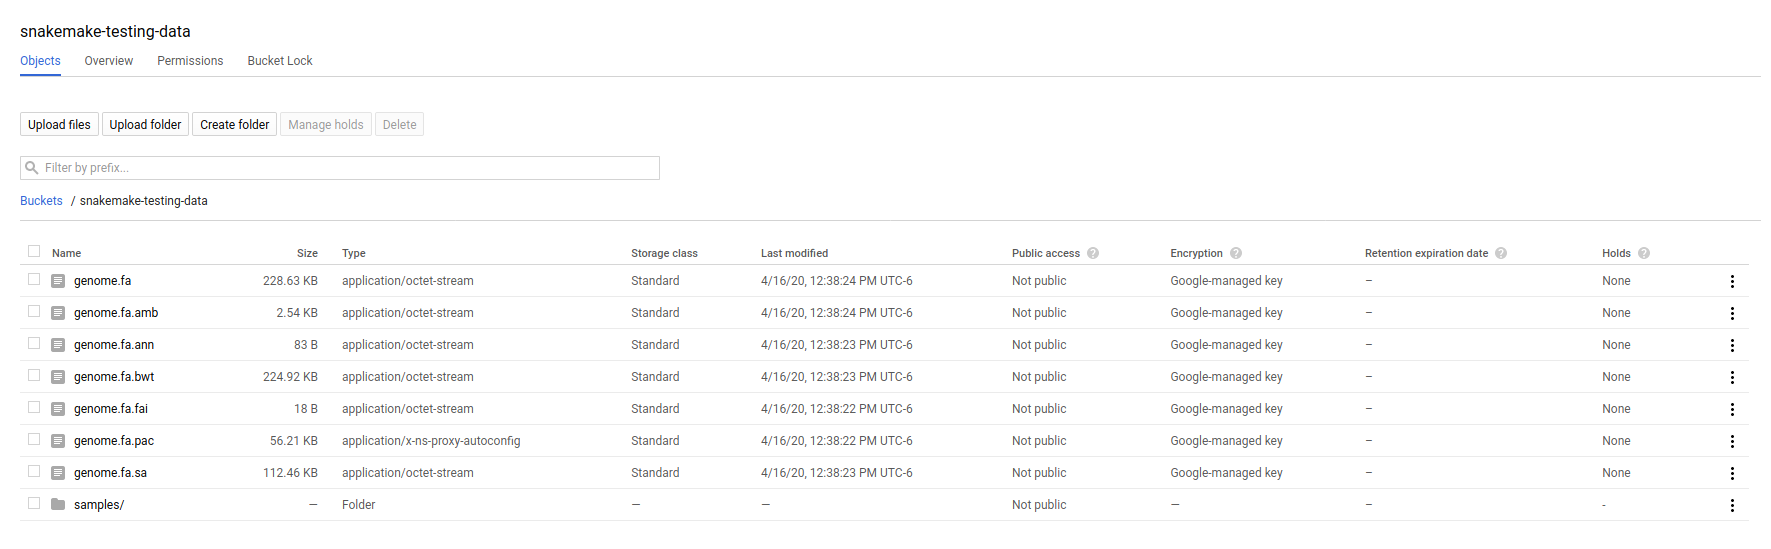 snakemake-testing-data
Objects Overview Permissions Bucket Lock
Upload files Upload folder Create folder Manage holds Delete
Filter by prefix...
Buckets / snakemake-testing-data
Name Size Type Storage class Last modified Public access ? Encryption ? Retention expiration date ? Holds ?
genome.fa 228.63 KB application/octet-stream Standard 4/16/20, 12:38:24 PM UTC-6 Not public Google-managed key – None
genome.fa.amb 2.54 KB application/octet-stream Standard 4/16/20, 12:38:24 PM UTC-6 Not public Google-managed key – None
genome.fa.ann 83 B application/octet-stream Standard 4/16/20, 12:38:23 PM UTC-6 Not public Google-managed key – None
genome.fa.bwt 224.92 KB application/octet-stream Standard 4/16/20, 12:38:23 PM UTC-6 Not public Google-managed key – None
genome.fa.fai 18 B application/octet-stream Standard 4/16/20, 12:38:22 PM UTC-6 Not public Google-managed key – None
genome.fa.pac 56.21 KB application/x-ns-proxy-autoconfig Standard 4/16/20, 12:38:22 PM UTC-6 Not public Google-managed key – None
genome.fa.sa 112.46 KB application/octet-stream Standard 4/16/20, 12:38:23 PM UTC-6 Not public Google-managed key – None
samples/ — Folder — — Not public — – -